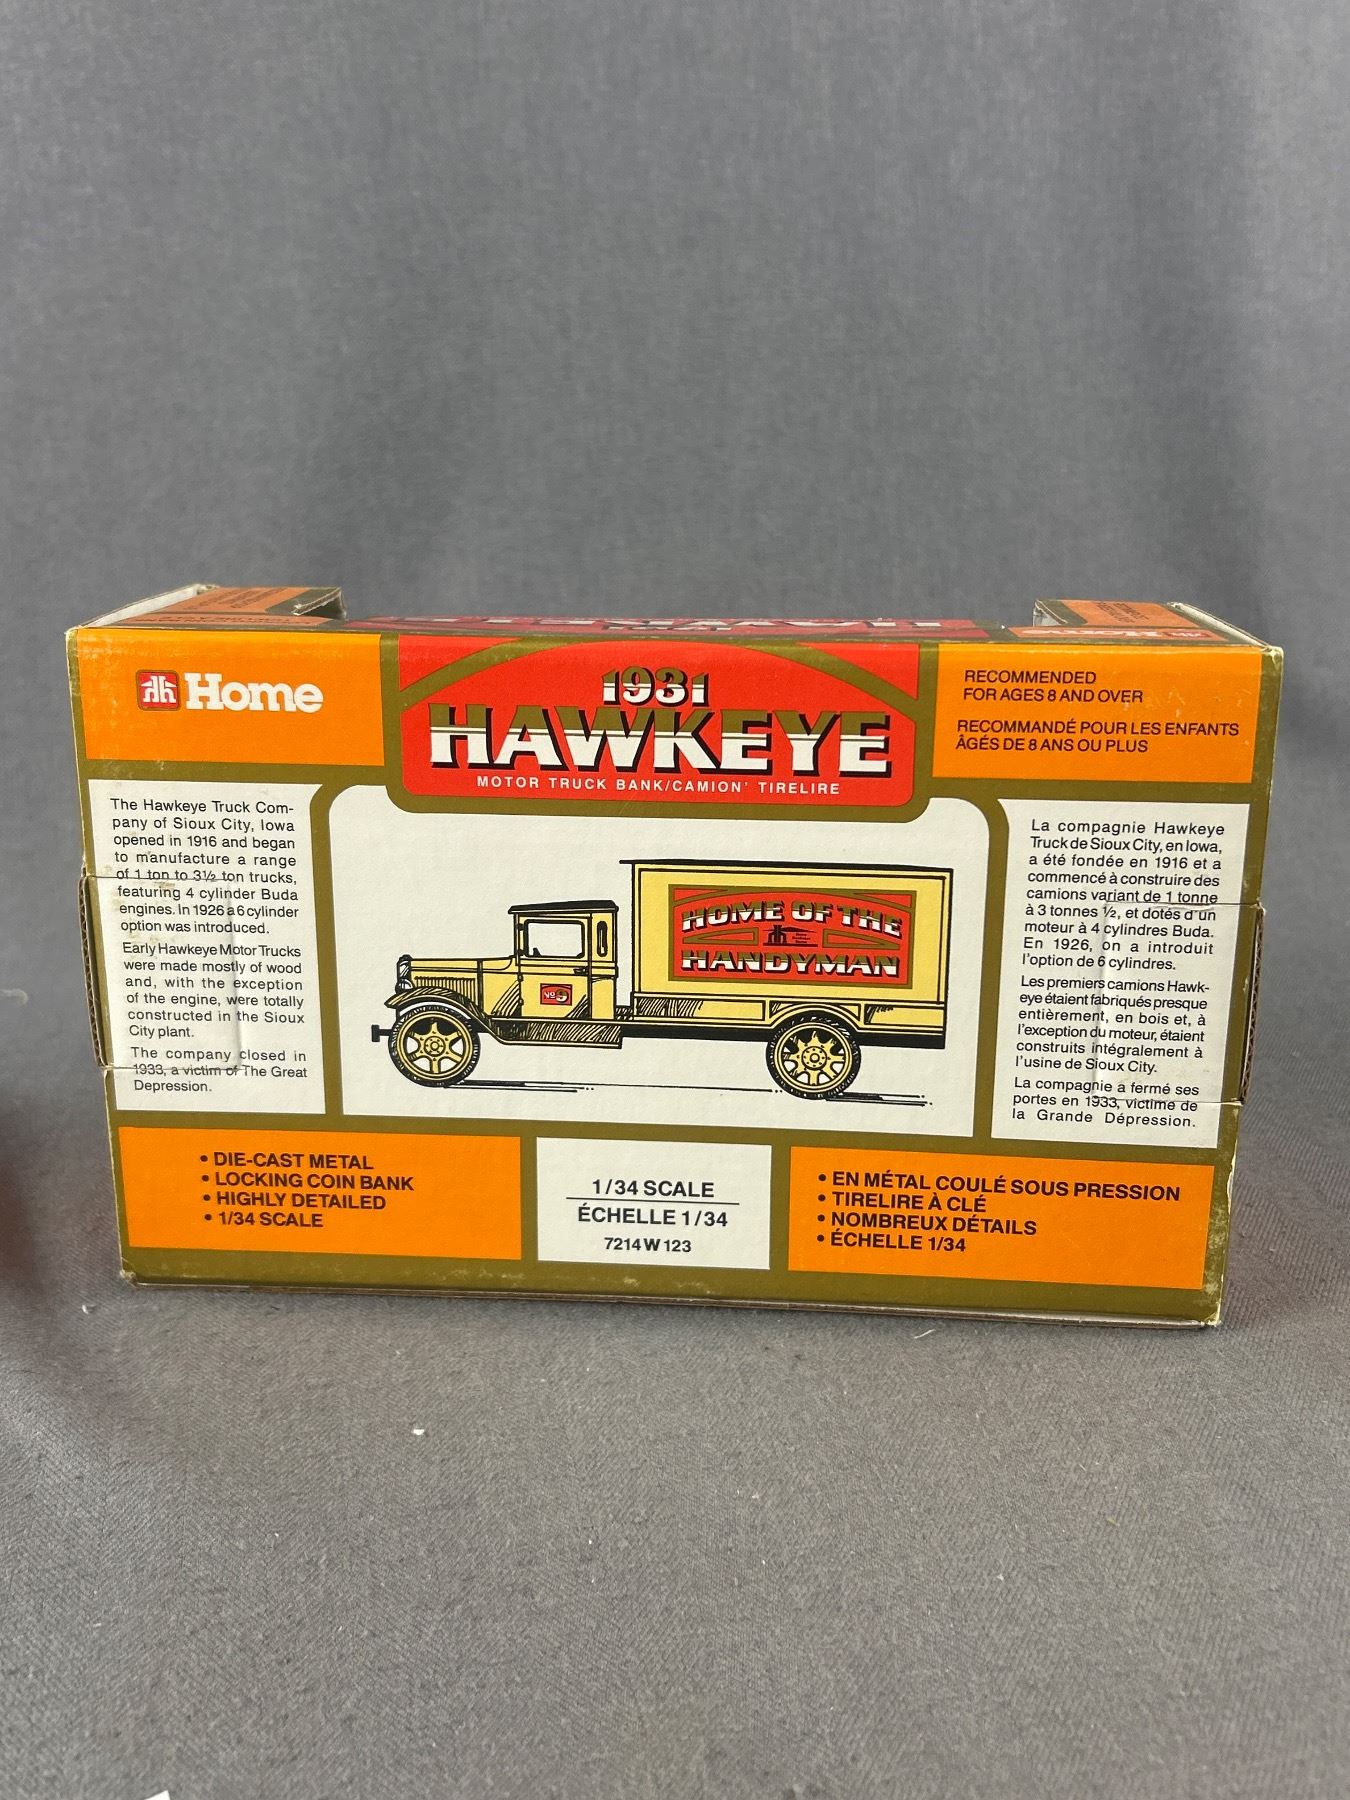 Home
1931
HAWKEYE
MOTOR TRUCK BANK/CAMION' TIRELIRE
RECOMMENDED
FOR AGES 8 AND OVER
RECOMMANDÉ POUR LES ENFANTS
ÂGÉS DE 8 ANS OU PLUS
The Hawkeye Truck Com-
pany of Sioux City, Iowa
opened in 1916 and began
to manufacture a range
of 1 ton to 3½ ton trucks,
featuring 4 cylinder Buda
engines. In 1926 a 6 cylinder
option was introduced.
Early Hawkeye Motor Trucks
were made mostly of wood
and, with the exception
of the engine, were totally
constructed in the Sioux
City plant.
The company closed in
1933, a victim of The Great
Depression.
HOME OF THE
HANDYMAN
No 9
La compagnie Hawkeye
Truck de Sioux City, en Iowa,
a été fondée en 1916 et a
commencé à construire des
camions variant de 1 tonne
à 3 tonnes ½, et dotés d'un
moteur à 4 cylindres Buda.
En 1926, on a introduit
l'option de 6 cylindres.
Les premiers camions Hawk-
eye étaient fabriqués presque
entièrement, en bois et, à
l'exception du moteur, étaient
construits intégralement à
l'usine de Sioux City.
La compagnie a fermé ses
portes en 1933, victime de
la Grande Dépression.
• DIE-CAST METAL
• LOCKING COIN BANK
• HIGHLY DETAILED
• 1/34 SCALE
1/34 SCALE
ÉCHELLE 1/34
7214W123
• EN MÉTAL COULÉ SOUS PRESSION
• TIRELIRE À CLÉ
• NOMBREUX DÉTAILS
• ÉCHELLE 1/34